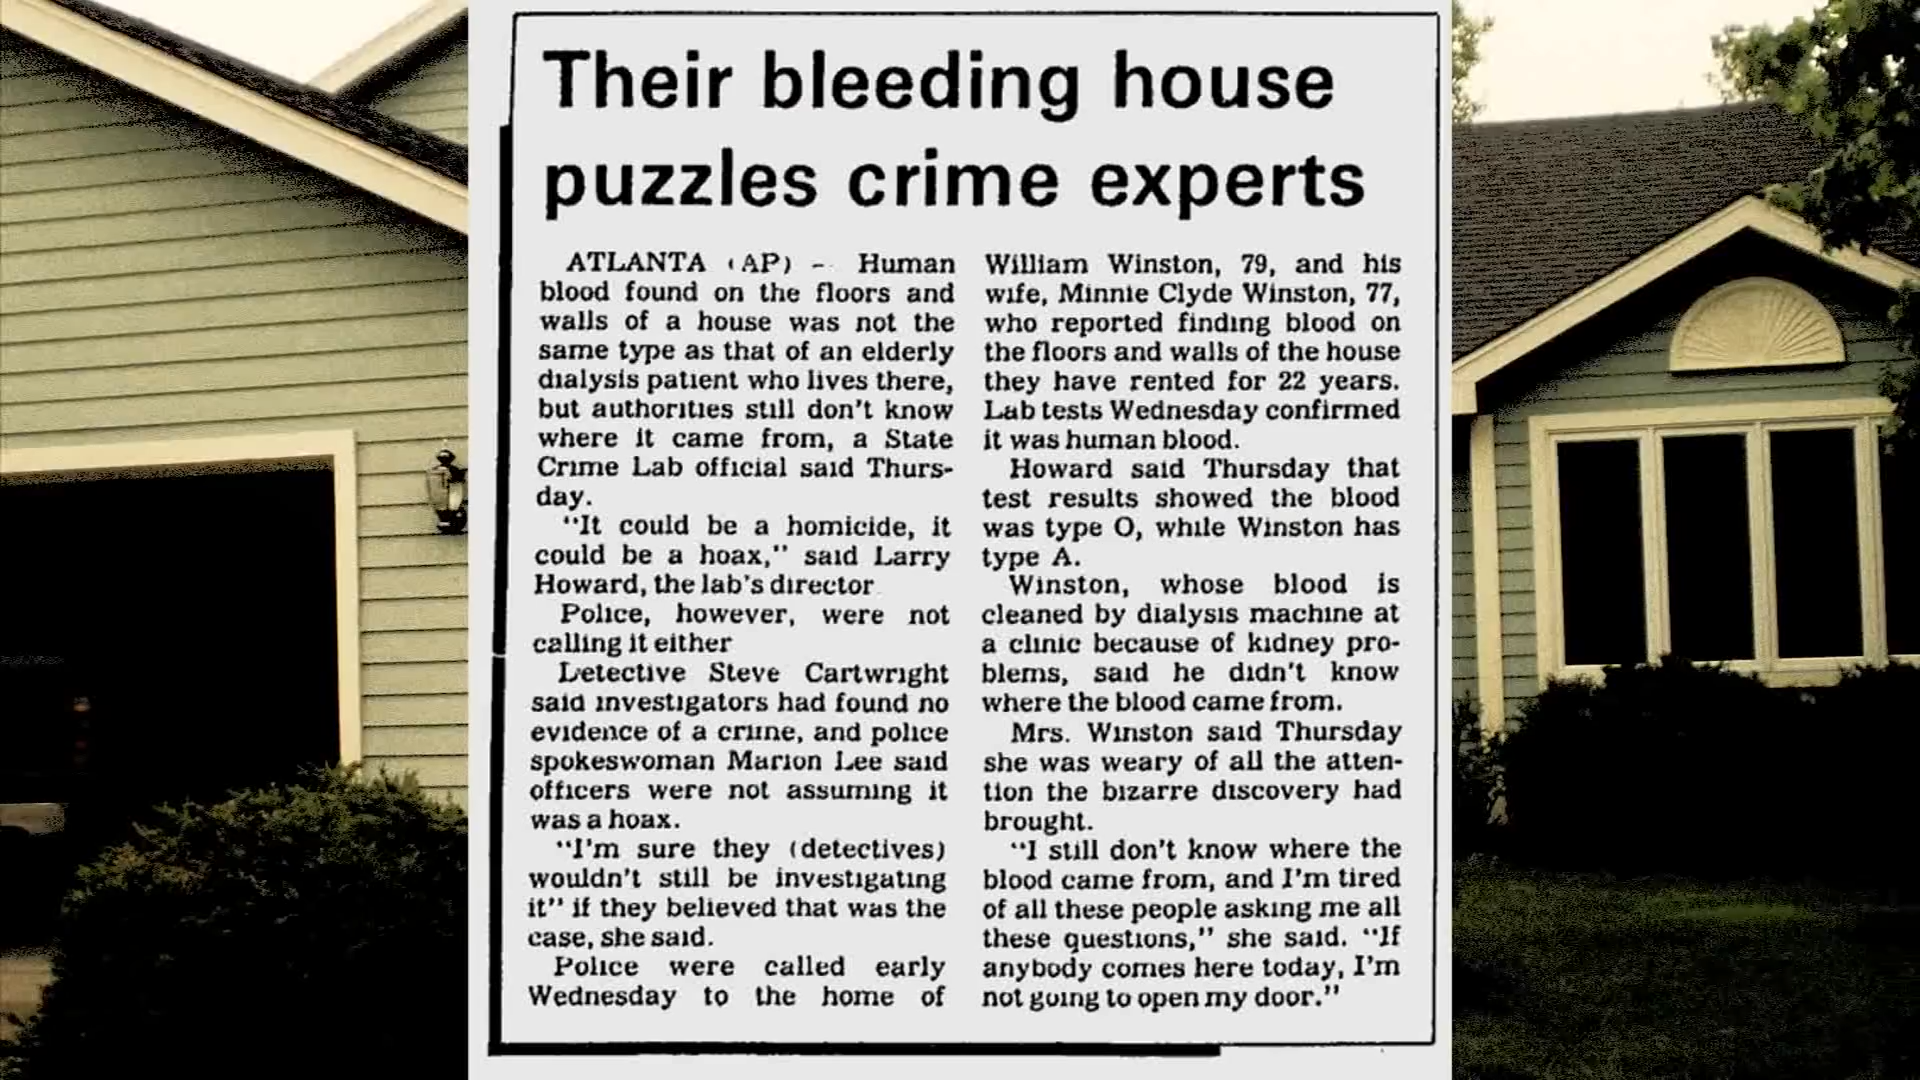 Their bleeding house
puzzles crime experts
ATLANTA (AP) - Human
blood found on the floors and
walls of a house was not the
same type as that of an elderly
dialysis patient who lives there,
but authorities still don't know
where it came from, a State
Crime Lab official said Thurs-
day.
"It could be a homicide, it
could be a hoax," said Larry
Howard, the lab's director
Police, however, were not
calling it either
Detective Steve Cartwright
said investigators had found no
evidence of a crime, and police
spokeswoman Marion Lee said
officers were not assuming it
was a hoax.
"I'm sure they (detectives)
wouldn't still be investigating
it" if they believed that was the
case, she said.
Police were called early
Wednesday to the home of
William Winston, 79, and his
wife, Minnie Clyde Winston, 77,
who reported finding blood on
the floors and walls of the house
they have rented for 22 years.
Lab tests Wednesday confirmed
it was human blood.
Howard said Thursday that
test results showed the blood
was type O, while Winston has
type A.
Winston, whose blood is
cleaned by dialysis machine at
a clinic because of kidney pro-
blems, said he didn't know
where the blood came from.
Mrs. Winston said Thursday
she was weary of all the atten-
tion the bizarre discovery had
brought.
"I still don't know where the
blood came from, and I'm tired
of all these people asking me all
these questions," she said. "If
anybody comes here today, I'm
not going to open my door."